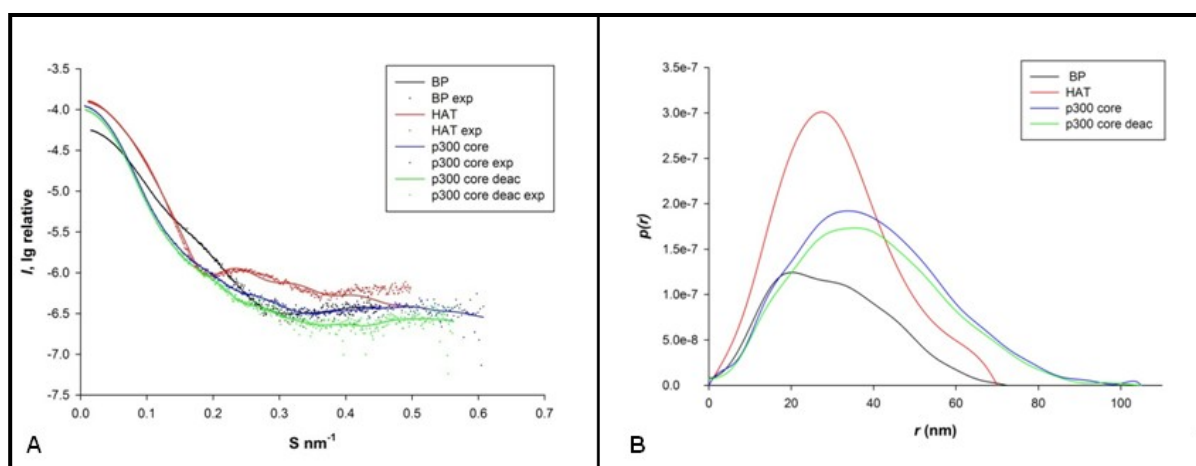 -3.5
-4.0
-4.5
-5.0
-5.5
-6.0
-6.5
-7.0
-7.5
I, lg relative
0.0 0.1 0.2 0.3 0.4 0.5 0.6 0.7
S nm-1
BP
BP exp
HAT
HAT exp
p300 core
p300 core exp
p300 core deac
p300 core deac exp
A
3.5e-7
3.0e-7
2.5e-7
2.0e-7
1.5e-7
1.0e-7
5.0e-8
0.0
p(r)
0 20 40 60 80 100
r (nm)
BP
HAT
p300 core
p300 core deac
B